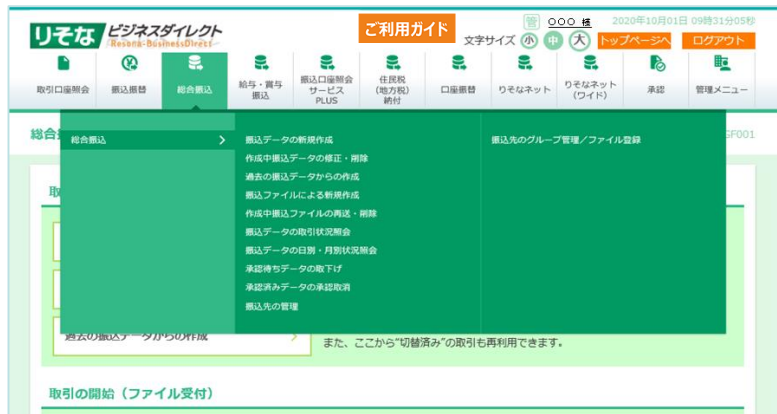 りそな ビジネスダイレクト
Resona-BusinessDirect
ご利用ガイド
管 ○○○ 様 2020年10月01日 09時31分05秒
文字サイズ 小 中 大 トップページへ ログアウト
取引口座照会
振込振替
総合振込
給与・賞与
振込
振込口座照会
サービス
PLUS
住民税
(地方税)
納付
口座振替
りそなネット
りそなネット
(ワイド)
承認
管理メニュー
総合
GF001
総合振込
振込データの新規作成
作成中振込データの修正・削除
過去の振込データからの作成
振込ファイルによる新規作成
作成中振込ファイルの再送・削除
振込データの取引状況照会
振込データの日別・月別状況照会
承認待ちデータの取下げ
承認済みデータの承認取消
振込先の管理
振込先のグループ管理/ファイル登録
過去の振込データからの作成
また、ここから“切替済み”の取引も再利用できます。
取引の開始(ファイル受付)